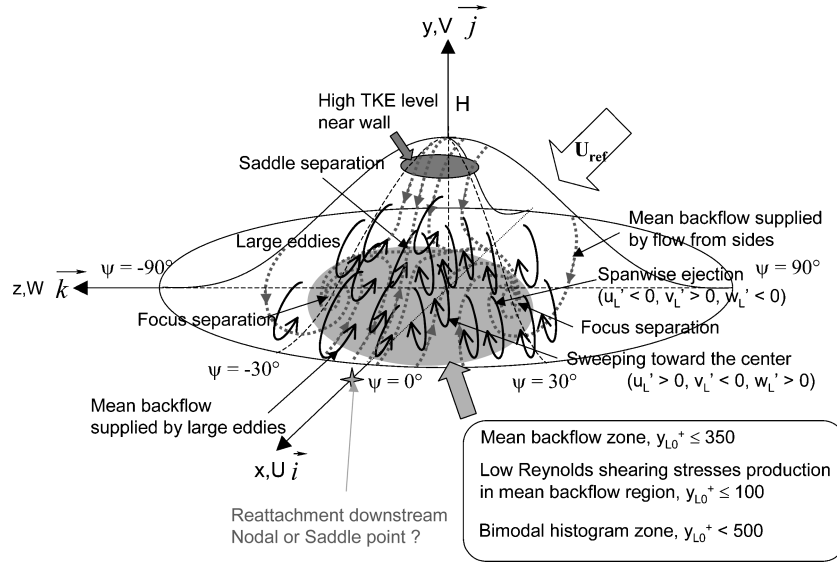 y,V j
High TKE level
near wall
H
U_ref
Saddle separation
Large eddies
Mean backflow supplied
by flow from sides
ψ = -90°
ψ = 90°
z,W k
Spanwise ejection
(u_L' < 0, v_L' > 0, w_L' < 0)
Focus separation
Focus separation
Sweeping toward the center
(u_L' > 0, v_L' < 0, w_L' > 0)
ψ = -30°
ψ = 0°
ψ = 30°
Mean backflow
supplied by large eddies
x,U i
Reattachment downstream
Nodal or Saddle point ?
Mean backflow zone, y_L0^+ ≤ 350
Low Reynolds shearing stresses production
in mean backflow region, y_L0^+ ≤ 100
Bimodal histogram zone, y_L0^+ < 500